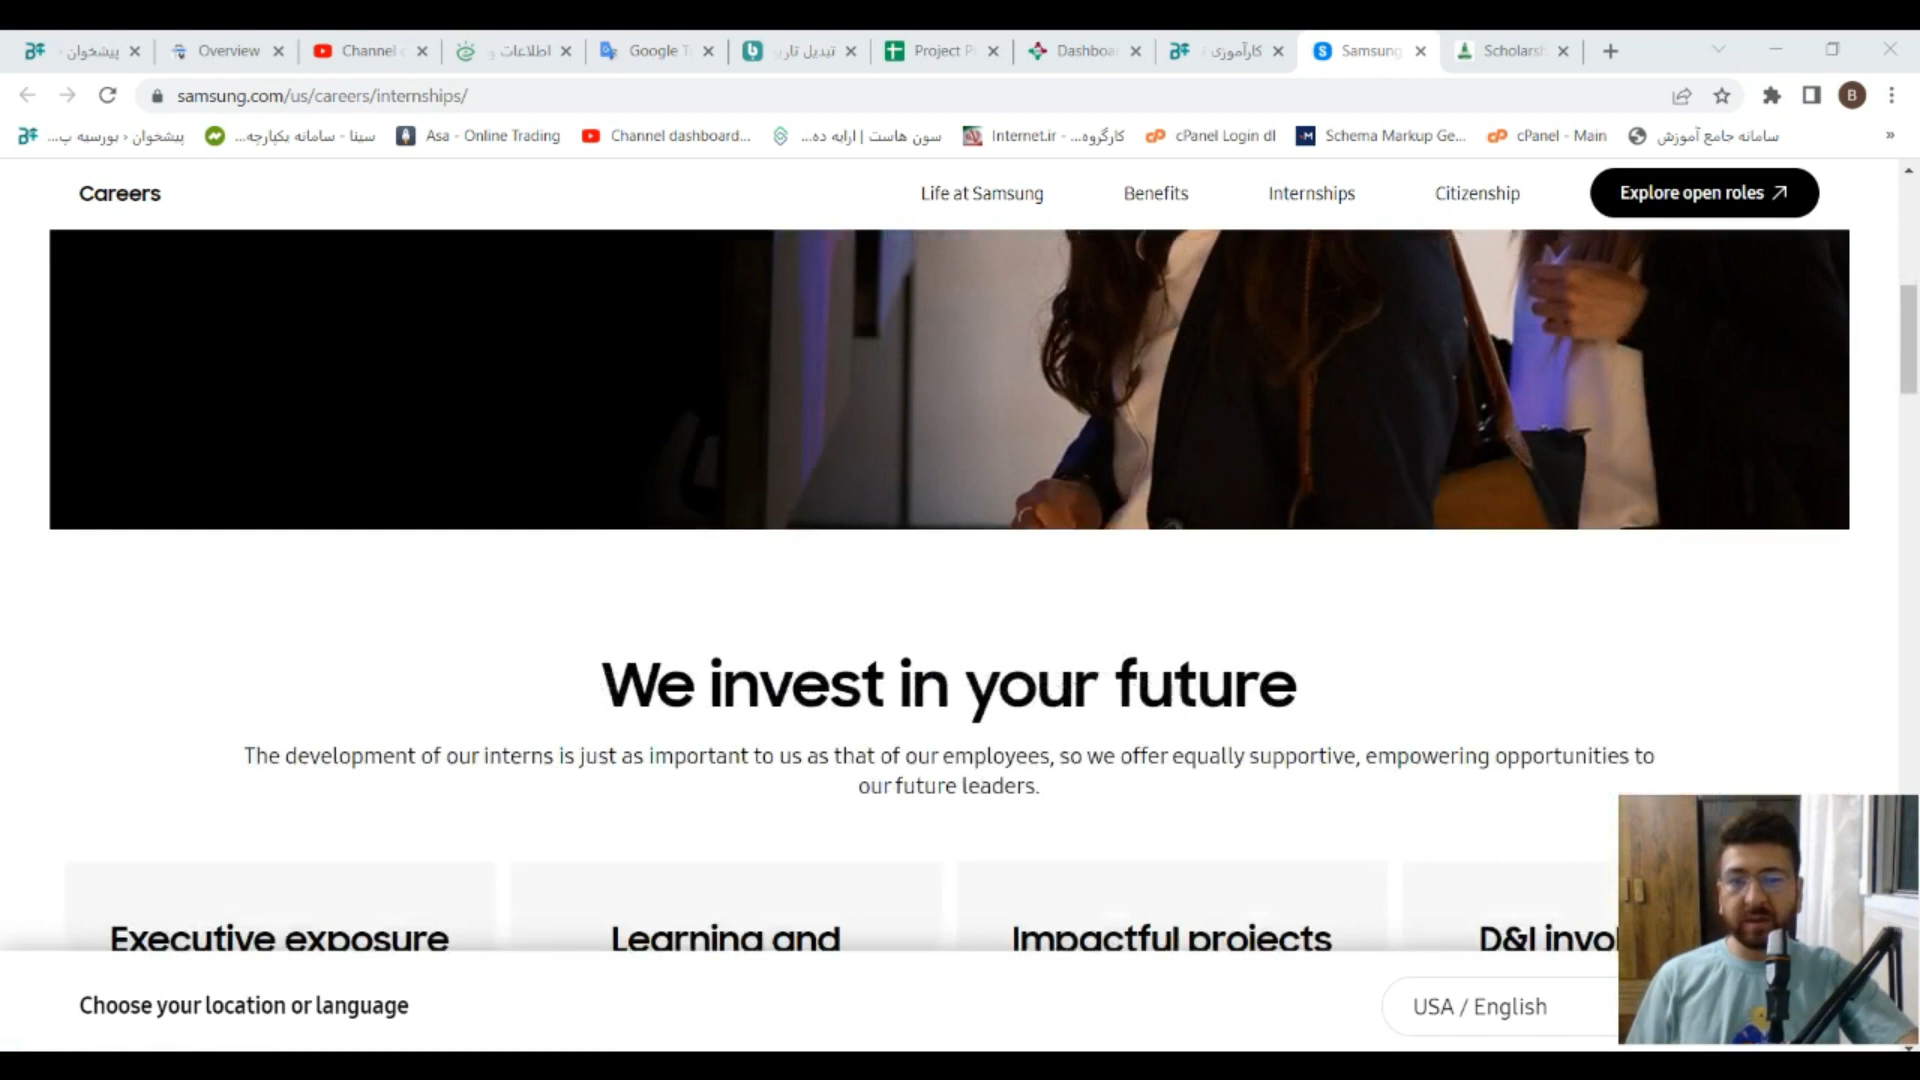 پیشخوان
Overview
Channel
اطلاعات و
Google T
تبدیل تاری
Project P
Dashboa
کارآموزی
Samsung
Scholars
samsung.com/us/careers/internships/
B
پیشخوان ‹ بورسیه ب...
سینا - سامانه یکپارچه...
Asa - Online Trading
Channel dashboard...
سون هاست | ارایه ده...
Internet.ir - کارگروه...
cPanel Login dl
Schema Markup Ge...
cPanel - Main
سامانه جامع آموزش
»
Careers
Life at Samsung
Benefits
Internships
Citizenship
Explore open roles
We invest in your future
The development of our interns is just as important to us as that of our employees, so we offer equally supportive, empowering opportunities to
our future leaders.
Executive exposure
Learning and
Impactful projects
D&I invo
Choose your location or language
USA / English